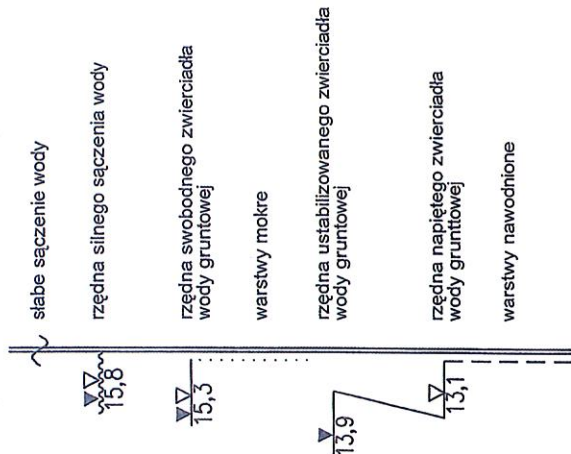 słabe sączenie wody
15,8
rzędna silnego sączenia wody
15,3
rzędna swobodnego zwierciadła
wody gruntowej
warstwy mokre
13,9
rzędna ustabilizowanego zwierciadła
wody gruntowej
13,1
rzędna napiętego zwierciadła
wody grunttowej
warstwy nawodnione